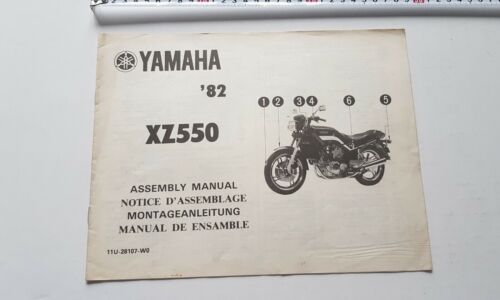 YAMAHA
'82
XZ550
1 2 3 4 6 5
ASSEMBLY MANUAL
NOTICE D'ASSEMBLAGE
MONTAGEANLEITUNG
MANUAL DE ENSAMBLE
11U-28107-W0